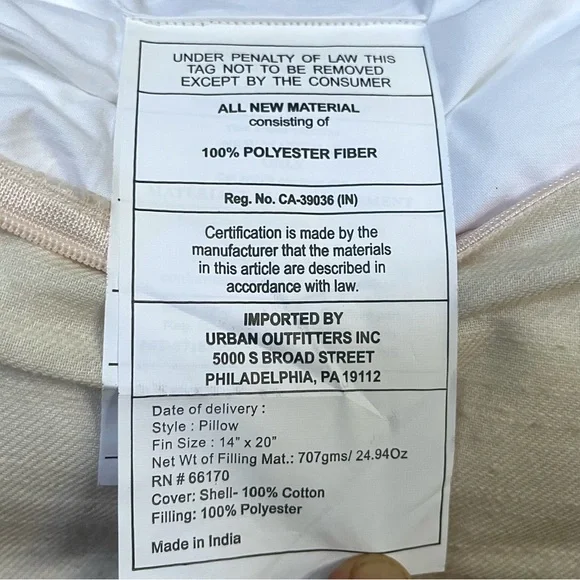 UNDER PENALTY OF LAW THIS
TAG NOT TO BE REMOVED
EXCEPT BY THE CONSUMER
ALL NEW MATERIAL
consisting of
100% POLYESTER FIBER
Reg. No. CA-39036 (IN)
Certification is made by the
manufacturer that the materials
in this article are described in
accordance with law.
IMPORTED BY
URBAN OUTFITTERS INC
5000 S BROAD STREET
PHILADELPHIA, PA 19112
Date of delivery :
Style : Pillow
Fin Size : 14" x 20"
Net Wt of Filling Mat.: 707gms/ 24.94Oz
RN # 66170
Cover: Shell- 100% Cotton
Filling: 100% Polyester
Made in India